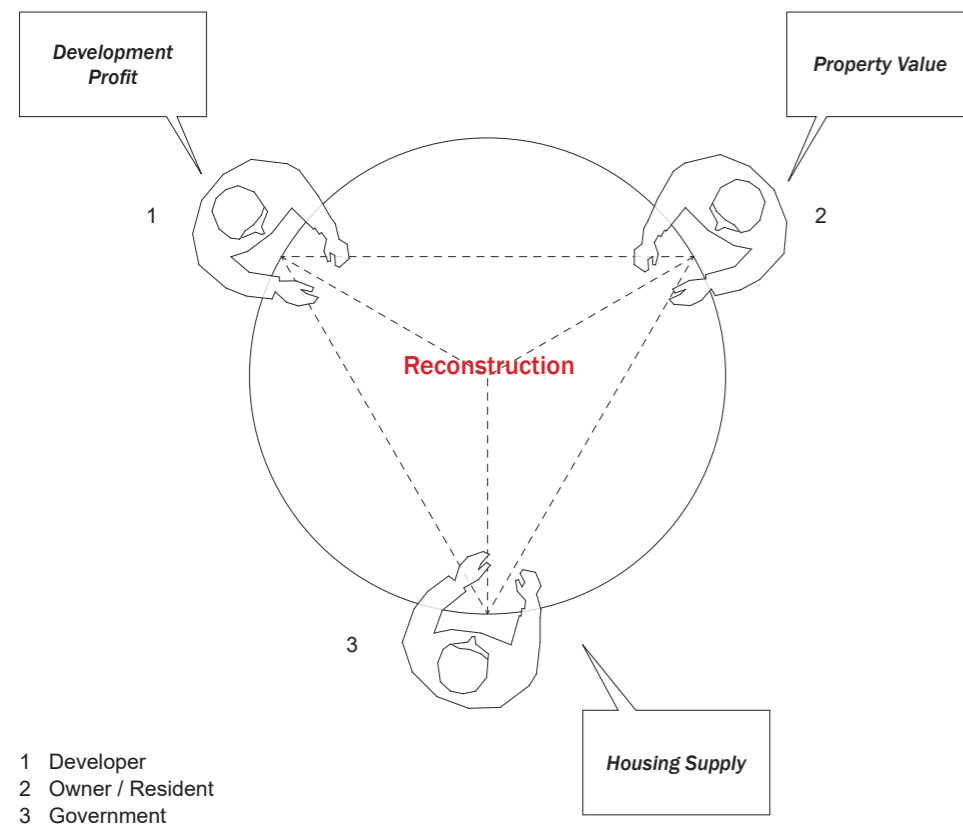 Development
Profit
Property Value
1
2
Reconstruction
3
Housing Supply
1 Developer
2 Owner / Resident
3 Government